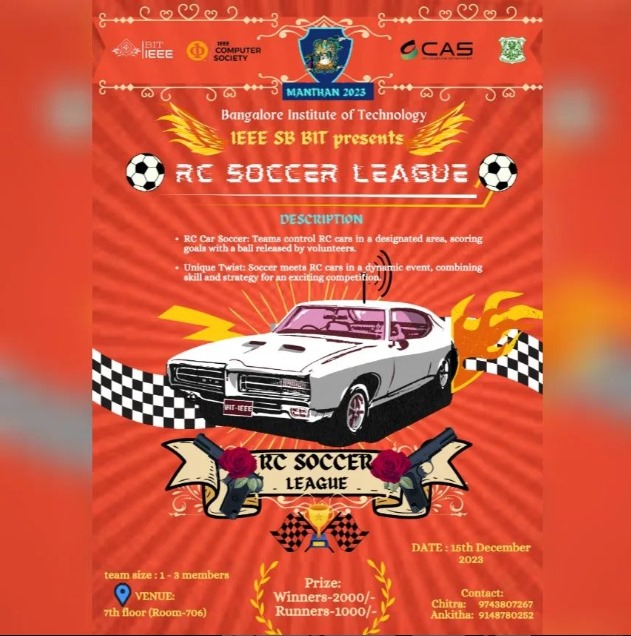 BIT
IEEE
IEEE
COMPUTER
SOCIETY
CAS
MANTHAN 2023
Bangalore Institute of Technology
IEEE SB BIT presents
RC SOCCER LEAGUE
DESCRIPTION
• RC Car Soccer: Teams control RC cars in a designated area, scoring
goals with a ball released by volunteers.
• Unique Twist: Soccer meets RC cars in a dynamic event, combining
skill and strategy for an exciting competition.
BIT-IEEE
RC SOCCER
LEAGUE
DATE : 15th December
2023
team size : 1 - 3 members
VENUE:
7th floor (Room-706)
Prize:
Winners-2000/-
Runners-1000/-
Contact:
Chitra: 9743807267
Ankitha: 9148780252